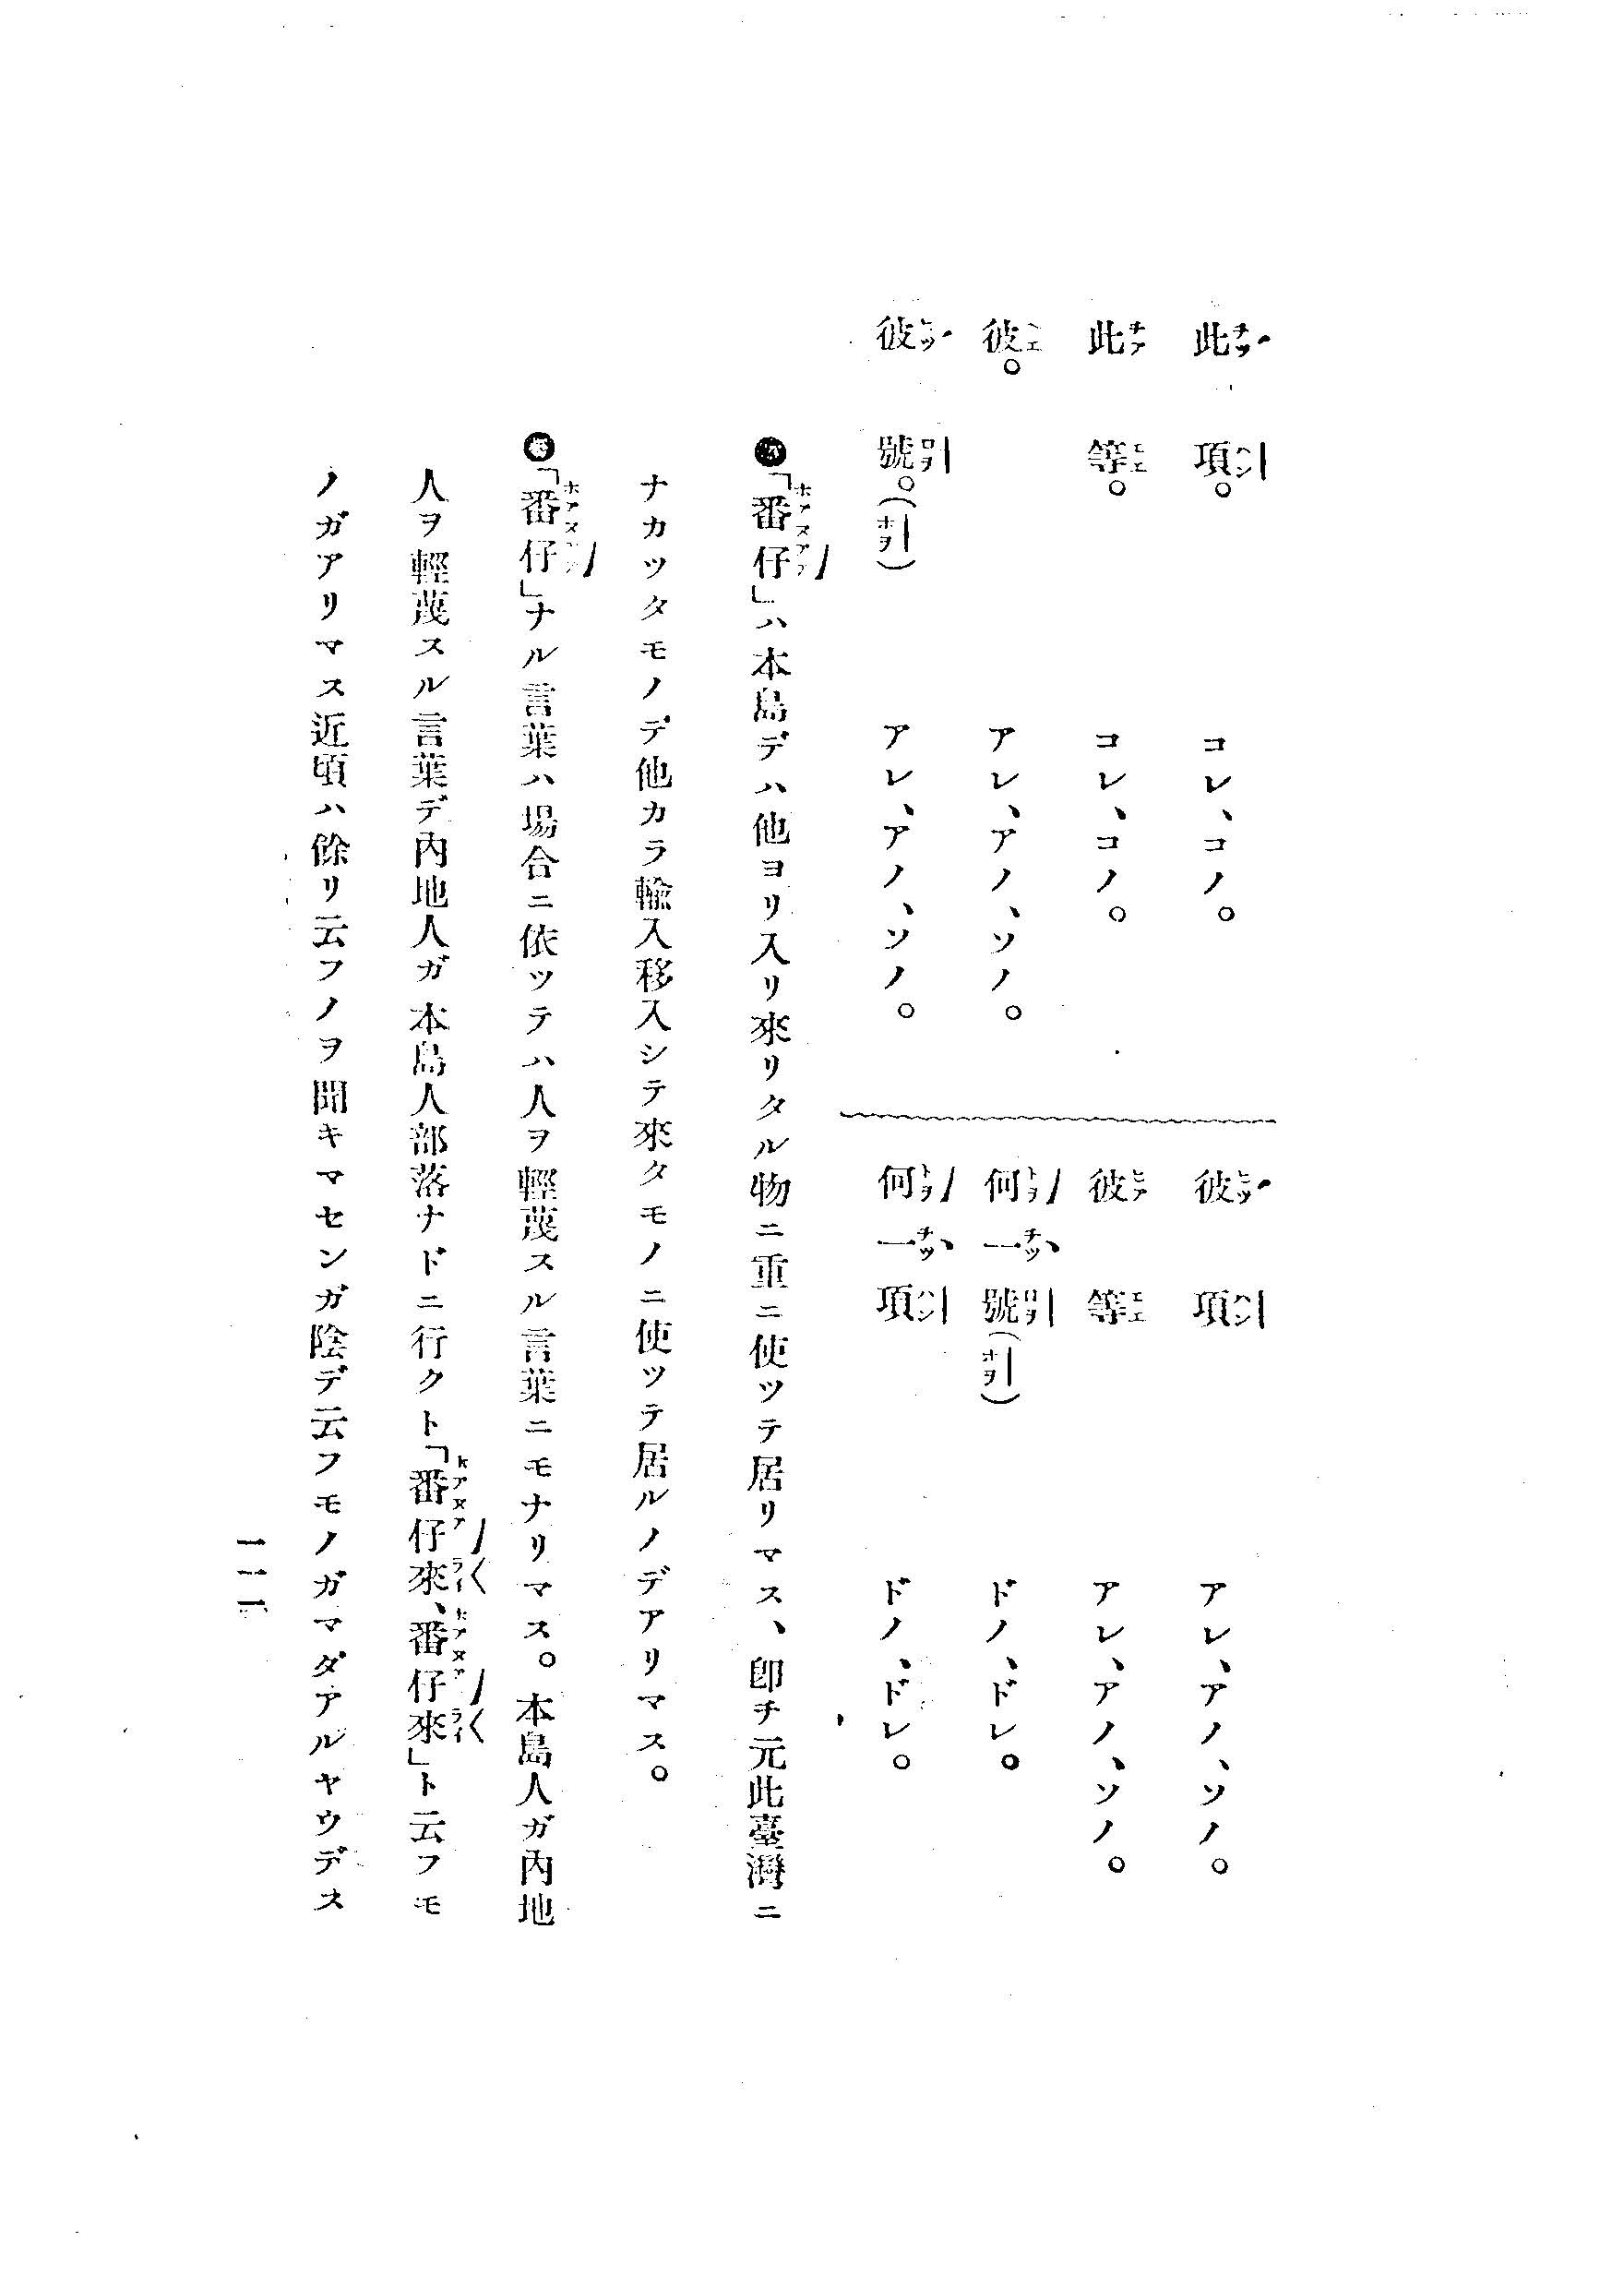 此項。 コレ、コノ。
此等。 コレ、コノ。
彼。 アレ、アノ、ソノ。
彼號。(ホヲ) アレ、アノ、ソノ。
彼項 アレ、アノ、ソノ。
彼等 アレ、アノ、ソノ。
何一號(ホヲ) ドノ、ドレ。
何一項 ドノ、ドレ。
「番仔」ハ本島デハ他ヨリ入リ來リタル物ニ重ニ使ツテ居リマス、卽チ元此臺灣ニ
ナカツタモノデ他カラ輸入移入シテ來タモノニ使ツテ居ルノデアリマス。
「番仔」ナル言葉ハ場合ニ依ツテハ人ヲ輕蔑スル言葉ニモナリマス。本島人ガ內地
人ヲ輕蔑スル言葉デ內地人ガ本島人部落ナドニ行クト「番仔來、番仔來」ト云フモ
ノガアリマス近頃ハ餘リ云フノヲ聞キマセンガ陰デ云フモノガマダアルヤウデス